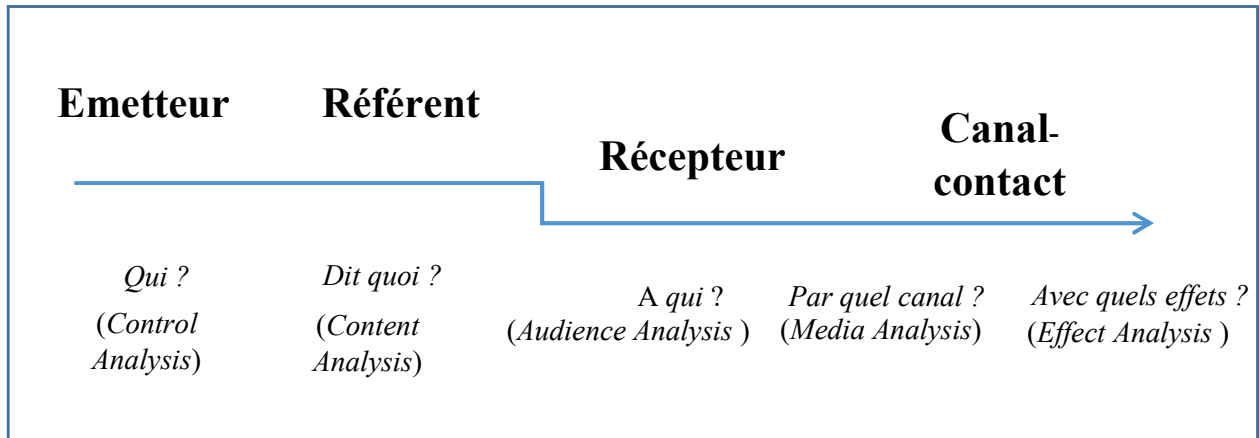 Emetteur
Référent
Récepteur
Canal-
contact
Qui ?
(Control
Analysis)
Dit quoi ?
(Content
Analysis)
A qui ?
(Audience Analysis )
Par quel canal ?
(Media Analysis)
Avec quels effets ?
(Effect Analysis )